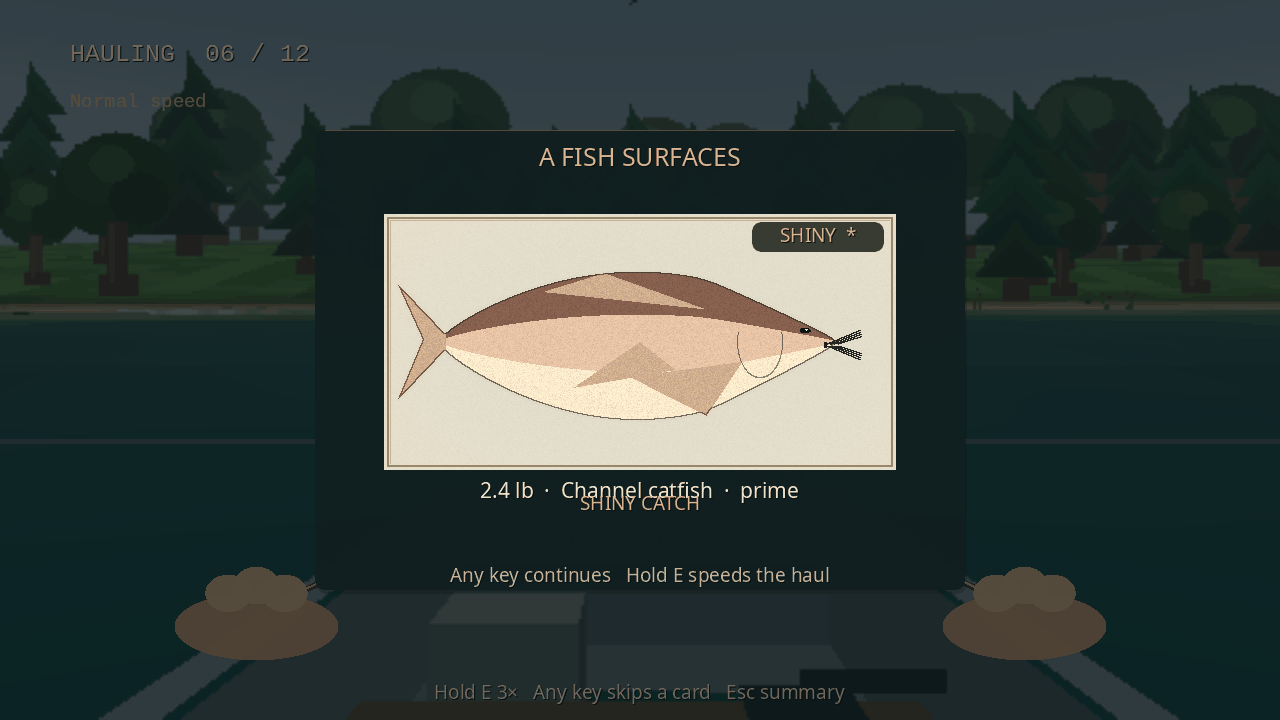 HAULING 06 / 12
Normal speed
A FISH SURFACES
SHINY *
2.4 lb · Channel catfish · prime
SHINY CATCH
Any key continues Hold E speeds the haul
Hold E 3× Any key skips a card Esc summary